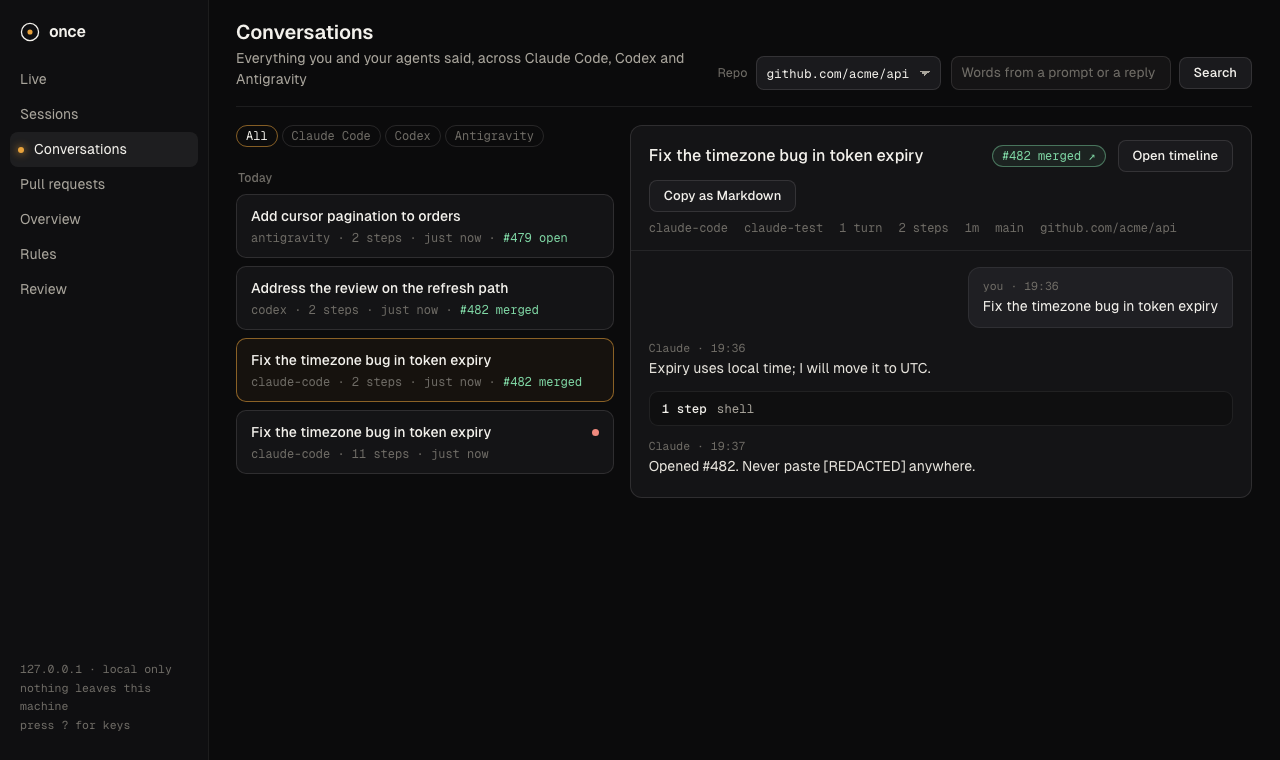 once
Live
Sessions
Conversations
Pull requests
Overview
Rules
Review
127.0.0.1 · local only
nothing leaves this
machine
press ? for keys
Conversations
Everything you and your agents said, across Claude Code, Codex and
Antigravity
Repo
github.com/acme/api
Words from a prompt or a reply
Search
All
Claude Code
Codex
Antigravity
Today
Add cursor pagination to orders
antigravity · 2 steps · just now · #479 open
Address the review on the refresh path
codex · 2 steps · just now · #482 merged
Fix the timezone bug in token expiry
claude-code · 2 steps · just now · #482 merged
Fix the timezone bug in token expiry
claude-code · 11 steps · just now
Fix the timezone bug in token expiry
#482 merged ↗
Open timeline
Copy as Markdown
claude-code claude-test 1 turn 2 steps 1m main github.com/acme/api
you · 19:36
Fix the timezone bug in token expiry
Claude · 19:36
Expiry uses local time; I will move it to UTC.
1 step shell
Claude · 19:37
Opened #482. Never paste [REDACTED] anywhere.